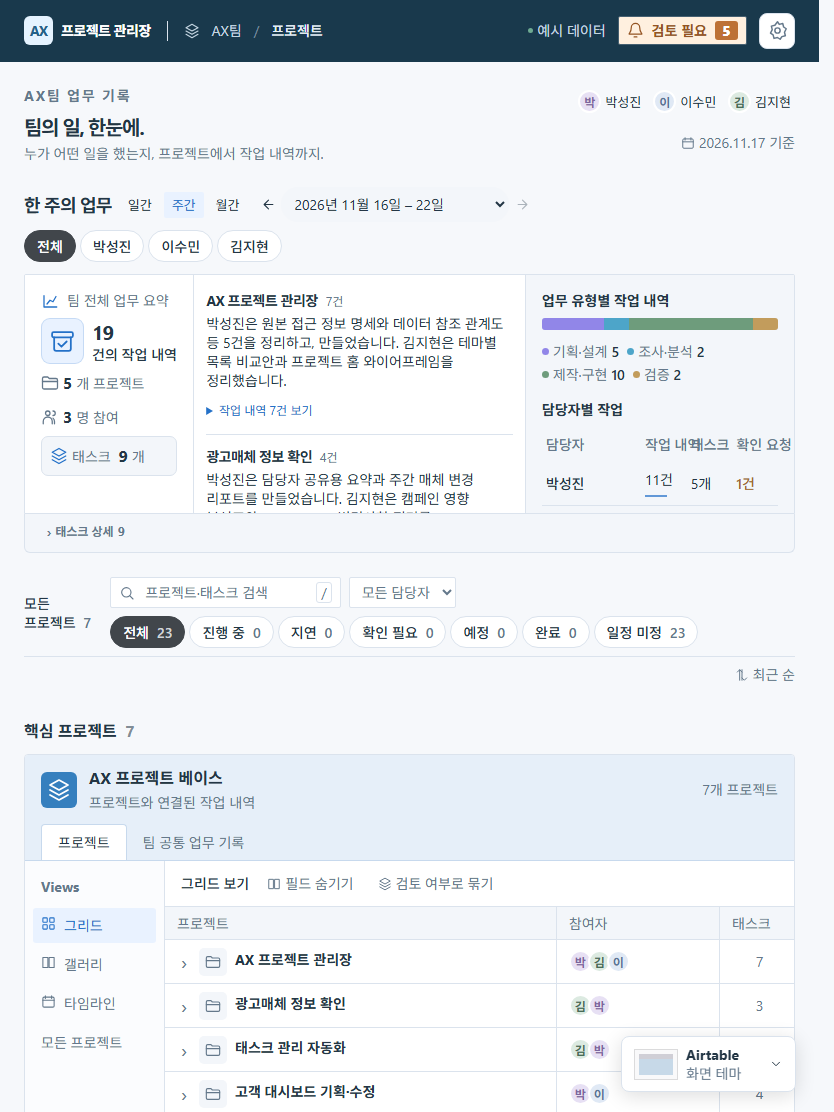 AX 프로젝트 관리장 AX팀 / 프로젝트 예시 데이터 검토 필요 5
AX팀 업무 기록
박 박성진 이 이수민 김 김지현
팀의 일, 한눈에.
누가 어떤 일을 했는지, 프로젝트에서 작업 내역까지.
2026.11.17 기준
한 주의 업무 일간 주간 월간 ← 2026년 11월 16일 – 22일 →
전체 박성진 이수민 김지현
팀 전체 업무 요약
19
건의 작업 내역
5 개 프로젝트
3 명 참여
태스크 9 개
AX 프로젝트 관리장 7건
박성진은 원본 접근 정보 명세와 데이터 참조 관계도
등 5건을 정리하고, 만들었습니다. 김지현은 테마별
목록 비교안과 프로젝트 홈 와이어프레임을
정리했습니다.
▶ 작업 내역 7건 보기
광고매체 정보 확인 4건
박성진은 담당자 공유용 요약과 주간 매체 변경
리포트를 만들었습니다. 김지현은 캠페인 영향
업무 유형별 작업 내역
기획·설계 5 조사·분석 2
제작·구현 10 검증 2
담당자별 작업
담당자 작업 내역 태스크 확인 요청
박성진 11건 5개 1건
› 태스크 상세 9
모든
프로젝트 7
프로젝트·태스크 검색 / 모든 담당자
전체 23 진행 중 0 지연 0 확인 필요 0 예정 0 완료 0 일정 미정 23
최근 순
핵심 프로젝트 7
AX 프로젝트 베이스
프로젝트와 연결된 작업 내역
7개 프로젝트
프로젝트 팀 공통 업무 기록
Views
그리드
갤러리
타임라인
모든 프로젝트
그리드 보기 필드 숨기기 검토 여부로 묶기
프로젝트 참여자 태스크
› AX 프로젝트 관리장 박 김 이 7
› 광고매체 정보 확인 김 박 3
› 태스크 관리 자동화 김 박
› 고객 대시보드 기획·수정 박 이 4
Airtable
화면 테마